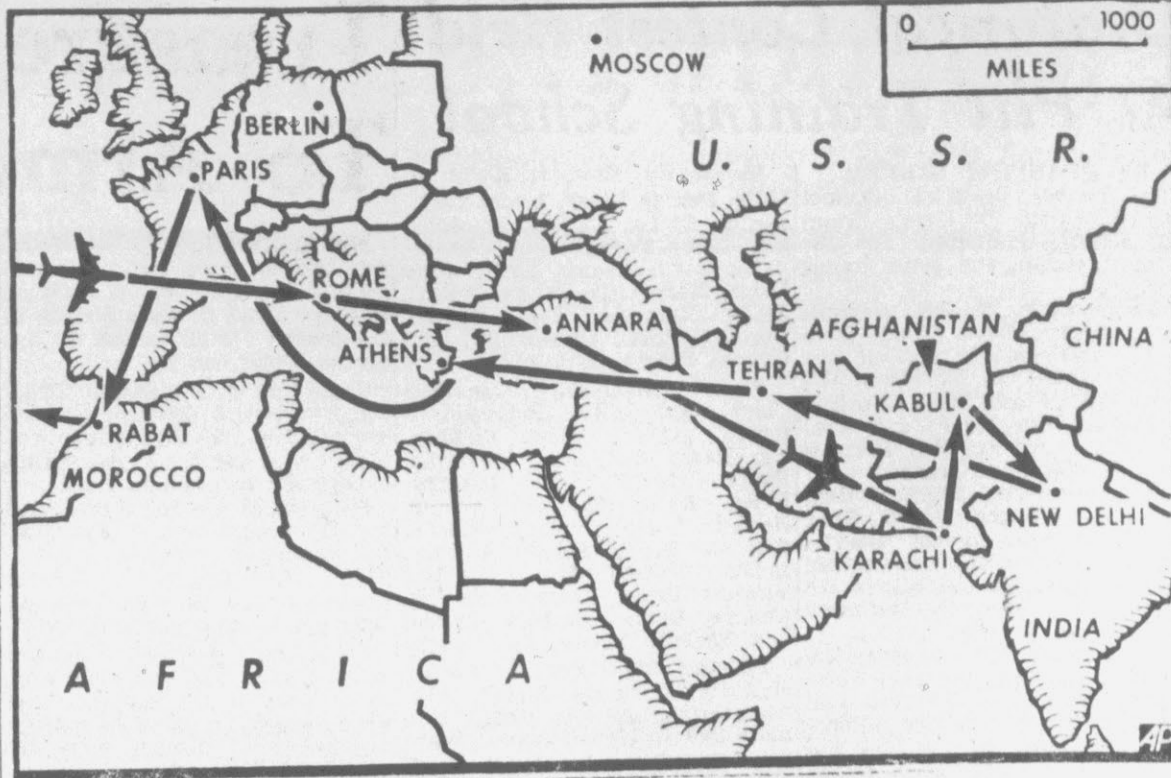 0 1000
MILES
MOSCOW
BERLIN
U. S. S. R.
PARIS
ROME
ANKARA
AFGHANISTAN
CHINA
ATHENS
TEHRAN
KABUL
RABAT
MOROCCO
NEW DELHI
KARACHI
INDIA
AFRICA
AP